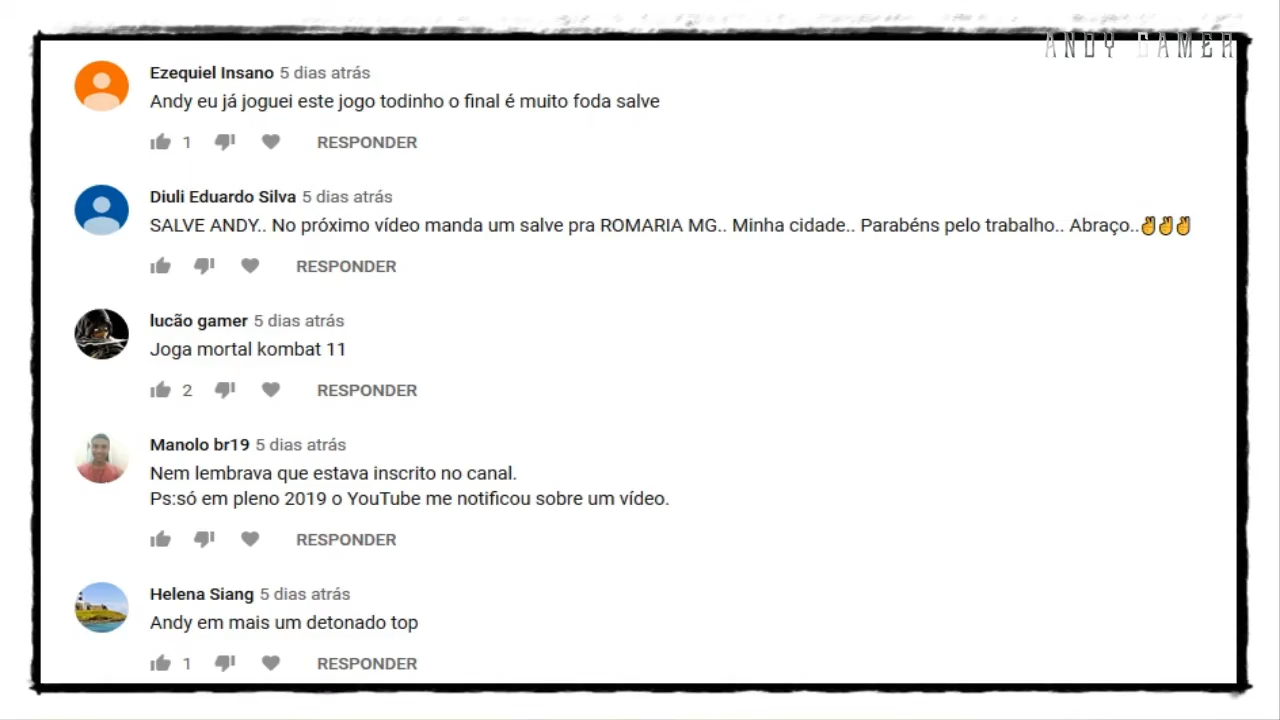 ANDY GAMER
Ezequiel Insano 5 dias atrás
Andy eu já joguei este jogo todinho o final é muito foda salve
1 RESPONDER
Diuli Eduardo Silva 5 dias atrás
SALVE ANDY.. No próximo vídeo manda um salve pra ROMARIA MG.. Minha cidade.. Parabéns pelo trabalho.. Abraço..✌✌✌
RESPONDER
lucão gamer 5 dias atrás
Joga mortal kombat 11
2 RESPONDER
Manolo br19 5 dias atrás
Nem lembrava que estava inscrito no canal.
Ps:só em pleno 2019 o YouTube me notificou sobre um vídeo.
RESPONDER
Helena Siang 5 dias atrás
Andy em mais um detonado top
1 RESPONDER